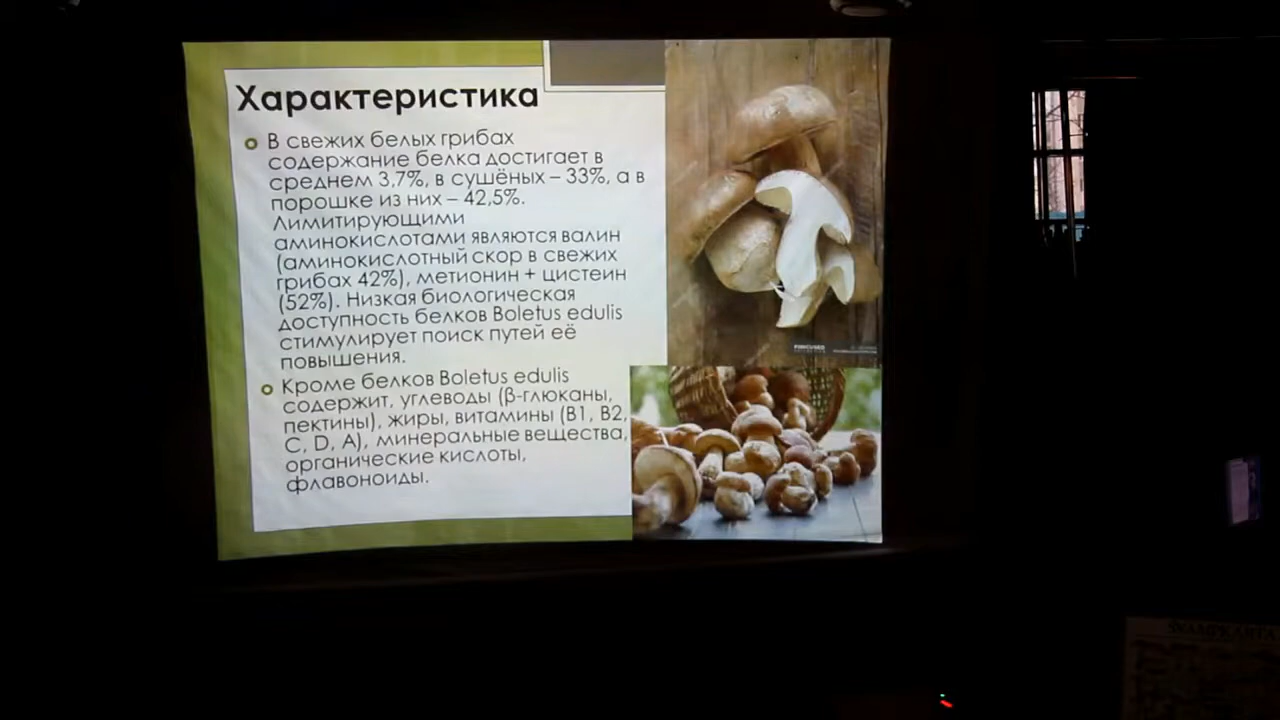 Характеристика
В свежих белых грибах
содержание белка достигает в
среднем 3,7%, в сушёных – 33%, а в
порошке из них – 42,5%.
Лимитирующими
аминокислотами являются валин
(аминокислотный скор в свежих
грибах 42%), метионин + цистеин
(52%). Низкая биологическая
доступность белков Boletus edulis
стимулирует поиск путей её
повышения.
Кроме белков Boletus edulis
содержит, углеводы (β-глюканы,
пектины), жиры, витамины (B1, B2,
C, D, A), минеральные вещества,
органические кислоты,
флавоноиды.